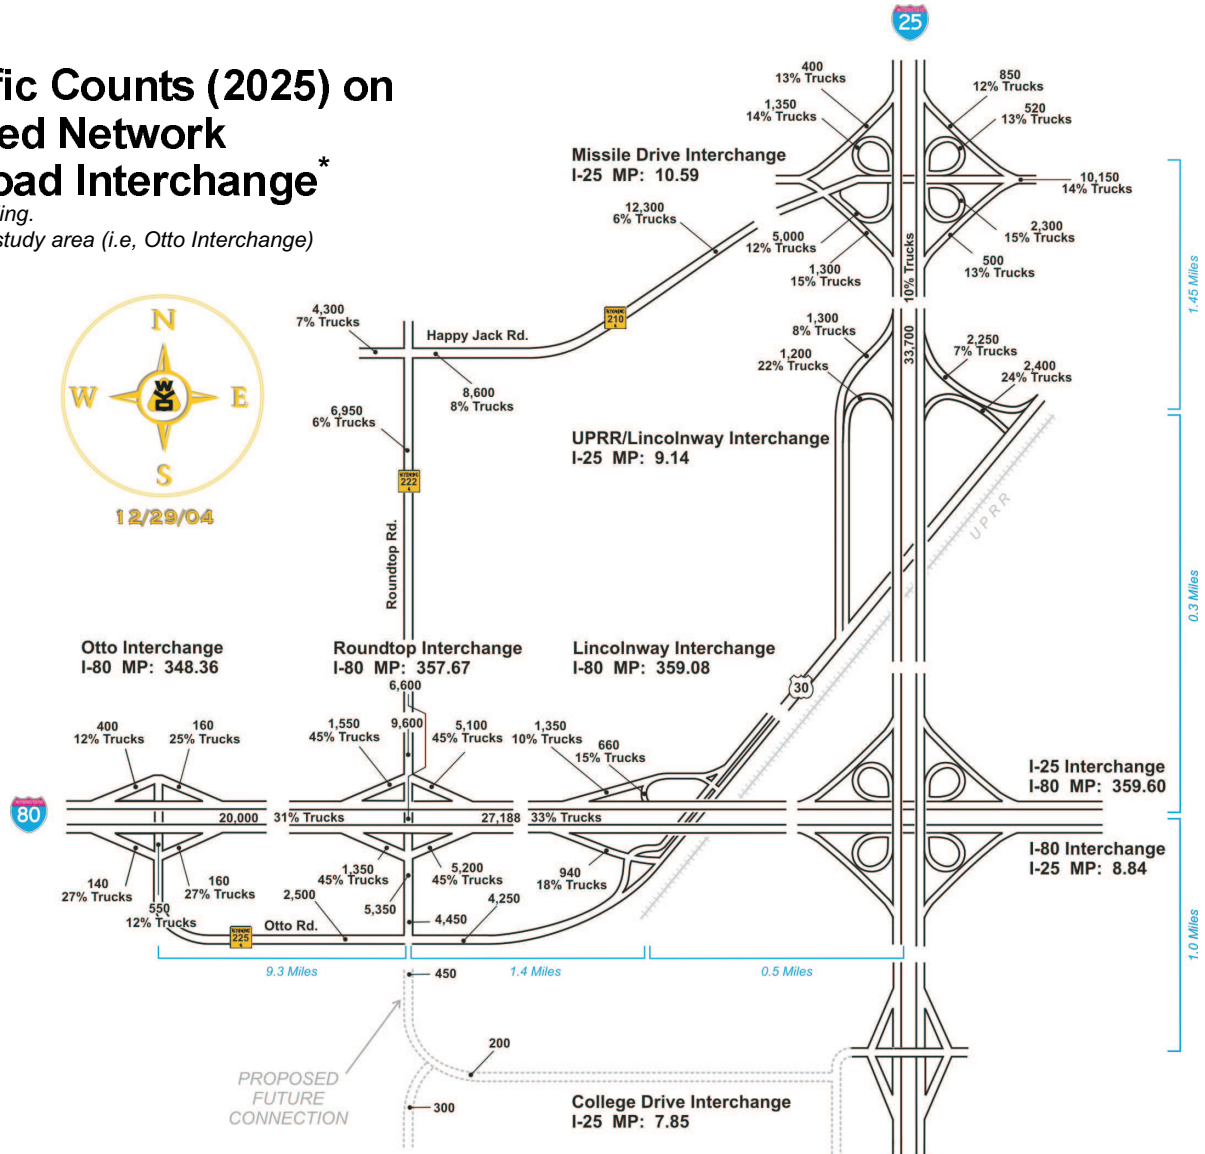 25
fic Counts (2025) on
ed Network
oad Interchange*
ing.
study area (i.e, Otto Interchange)
400
13% Trucks
850
12% Trucks
1,350
14% Trucks
520
13% Trucks
Missile Drive Interchange
I-25 MP: 10.59
10,150
14% Trucks
12,300
6% Trucks
5,000
12% Trucks
2,300
15% Trucks
1,300
15% Trucks
500
13% Trucks
10% Trucks
33,700
1.45 Miles
N
W
E
S
WYDO
12/29/04
4,300
7% Trucks
Happy Jack Rd.
WYOMING
210
8,600
8% Trucks
1,300
8% Trucks
1,200
22% Trucks
2,250
7% Trucks
2,400
24% Trucks
6,950
6% Trucks
UPRR/Lincolnway Interchange
I-25 MP: 9.14
WYOMING
222
UPRR
Roundtop Rd.
0.3 Miles
Otto Interchange
I-80 MP: 348.36
Roundtop Interchange
I-80 MP: 357.67
Lincolnway Interchange
I-80 MP: 359.08
30
6,600
400
12% Trucks
160
25% Trucks
1,550
45% Trucks
9,600
5,100
45% Trucks
1,350
10% Trucks
660
15% Trucks
I-25 Interchange
I-80 MP: 359.60
80
20,000
31% Trucks
27,188
33% Trucks
I-80 Interchange
I-25 MP: 8.84
140
27% Trucks
160
27% Trucks
1,350
45% Trucks
5,200
45% Trucks
940
18% Trucks
550
12% Trucks
2,500
5,350
4,250
4,450
Otto Rd.
225
1.0 Miles
9.3 Miles
1.4 Miles
0.5 Miles
450
200
PROPOSED
FUTURE
CONNECTION
300
College Drive Interchange
I-25 MP: 7.85